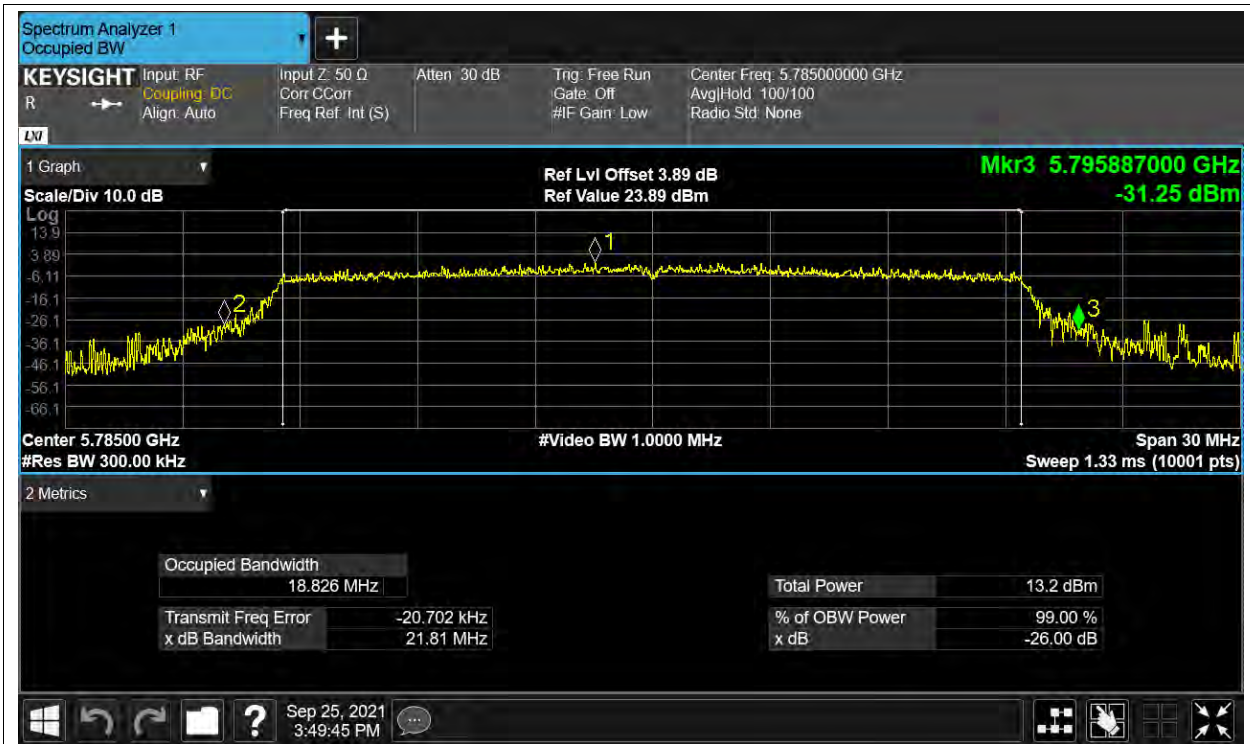 Spectrum Analyzer 1
Occupied BW
KEYSIGHT
R
LXI
Input: RF
Coupling: DC
Align: Auto
Input Z: 50 Ω
Corr CCorr
Freq Ref: Int (S)
Atten: 30 dB
Trig: Free Run
Gate: Off
#IF Gain: Low
Center Freq: 5.785000000 GHz
Avg|Hold: 100/100
Radio Std: None
1 Graph
Scale/Div 10.0 dB
Ref Lvl Offset 3.89 dB
Ref Value 23.89 dBm
Mkr3 5.795887000 GHz
-31.25 dBm
Log
13.9
3.89
-6.11
-16.1
-26.1
-36.1
-46.1
-56.1
-66.1
1
2
3
Center 5.78500 GHz
#Res BW 300.00 kHz
#Video BW 1.0000 MHz
Span 30 MHz
Sweep 1.33 ms (10001 pts)
2 Metrics
Occupied Bandwidth
18.826 MHz
Transmit Freq Error -20.702 kHz
x dB Bandwidth 21.81 MHz
Total Power 13.2 dBm
% of OBW Power 99.00 %
x dB -26.00 dB
?
Sep 25, 2021
3:49:45 PM